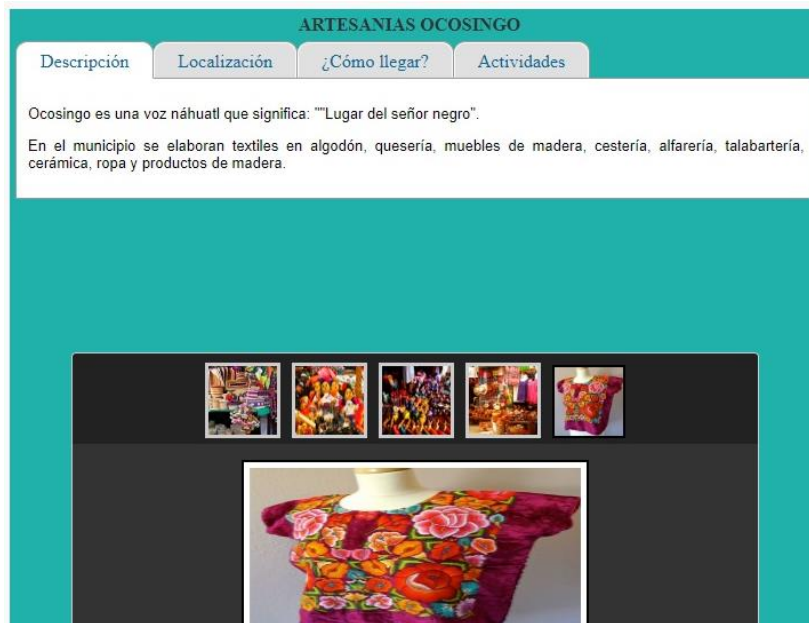 ARTESANIAS OCOSINGO
Descripción Localización ¿Cómo llegar? Actividades
Ocosingo es una voz náhuatl que significa: ""Lugar del señor negro".
En el municipio se elaboran textiles en algodón, quesería, muebles de madera, cestería, alfarería, talabartería,
cerámica, ropa y productos de madera.